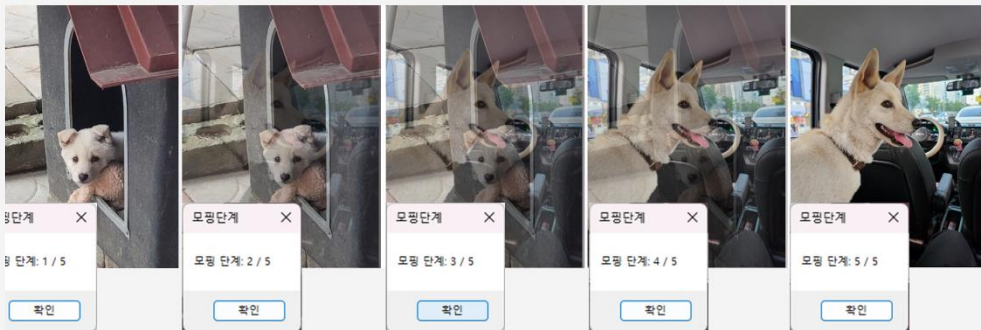 핑단계
핑 단계: 1 / 5
확인
모핑단계
모핑 단계: 2 / 5
확인
모핑단계
모핑 단계: 3 / 5
확인
모핑단계
모핑 단계: 4 / 5
확인
모핑단계
모핑 단계: 5 / 5
확인